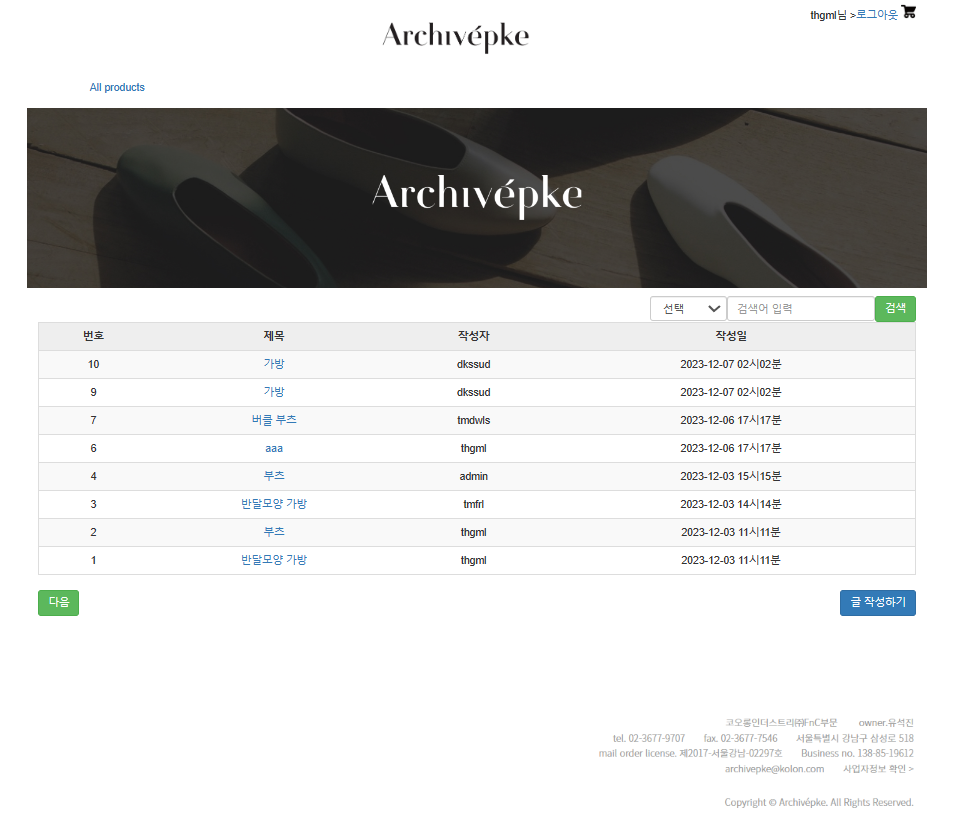 thgml님 >로그아웃
Archivépke
All products
Archivépke
선택 검색어 입력 검색
번호 제목 작성자 작성일
10 가방 dkssud 2023-12-07 02시02분
9 가방 dkssud 2023-12-07 02시02분
7 버클 부츠 tmdwls 2023-12-06 17시17분
6 aaa thgml 2023-12-06 17시17분
4 부츠 admin 2023-12-03 15시15분
3 반달모양 가방 tmfrl 2023-12-03 14시14분
2 부츠 thgml 2023-12-03 11시11분
1 반달모양 가방 thgml 2023-12-03 11시11분
다음 글 작성하기
코오롱인더스트리㈜FnC부문 owner.유석진
tel. 02-3677-9707 fax. 02-3677-7546 서울특별시 강남구 삼성로 518
mail order license. 제2017-서울강남-02297호 Business no. 138-85-19612
archivepke@kolon.com 사업자정보 확인 >
Copyright © Archivépke. All Rights Reserved.